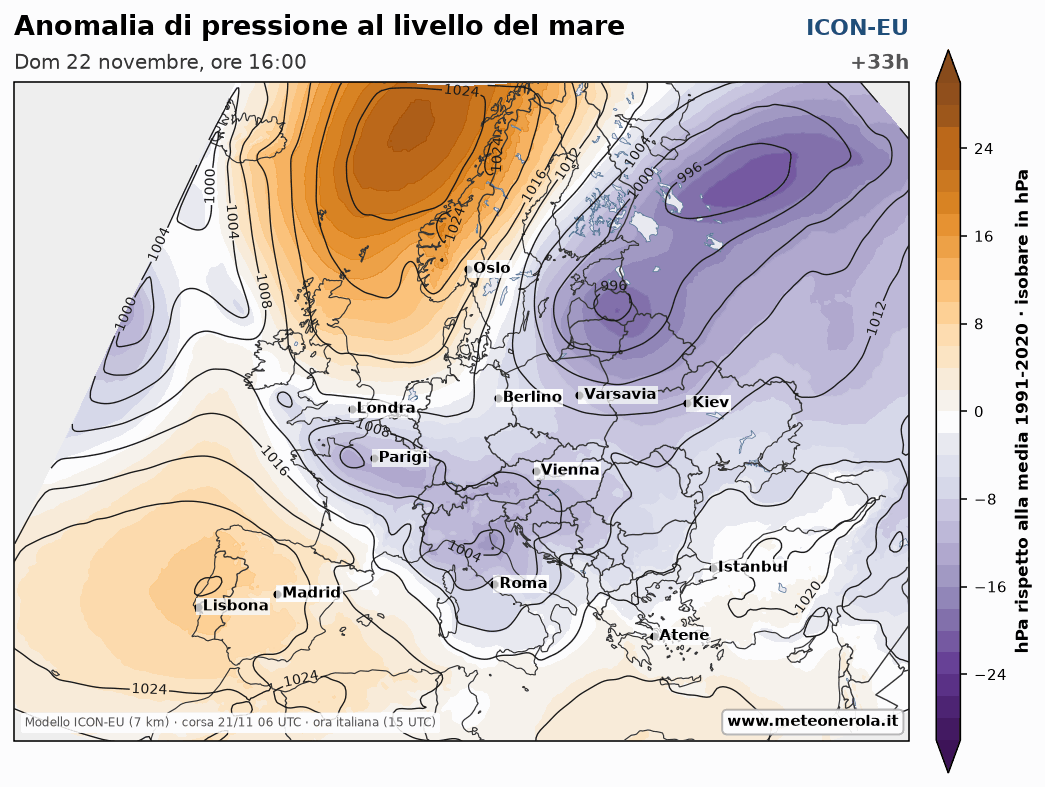 Anomalia di pressione al livello del mare
ICON-EU
Dom 22 novembre, ore 16:00
+33h
1024
1024
1024
1016
1012
1004
1000
996
996
1000
1004
1004
1008
1000
1012
Oslo
Berlino
Varsavia
Kiev
Londra
1008
Parigi
1016
Vienna
1004
Roma
Istanbul
1020
Madrid
Lisbona
Atene
1024
1024
24
16
8
0
−8
−16
−24
hPa rispetto alla media 1991-2020 · isobare in hPa
Modello ICON-EU (7 km) · corsa 21/11 06 UTC · ora italiana (15 UTC)
www.meteonerola.it